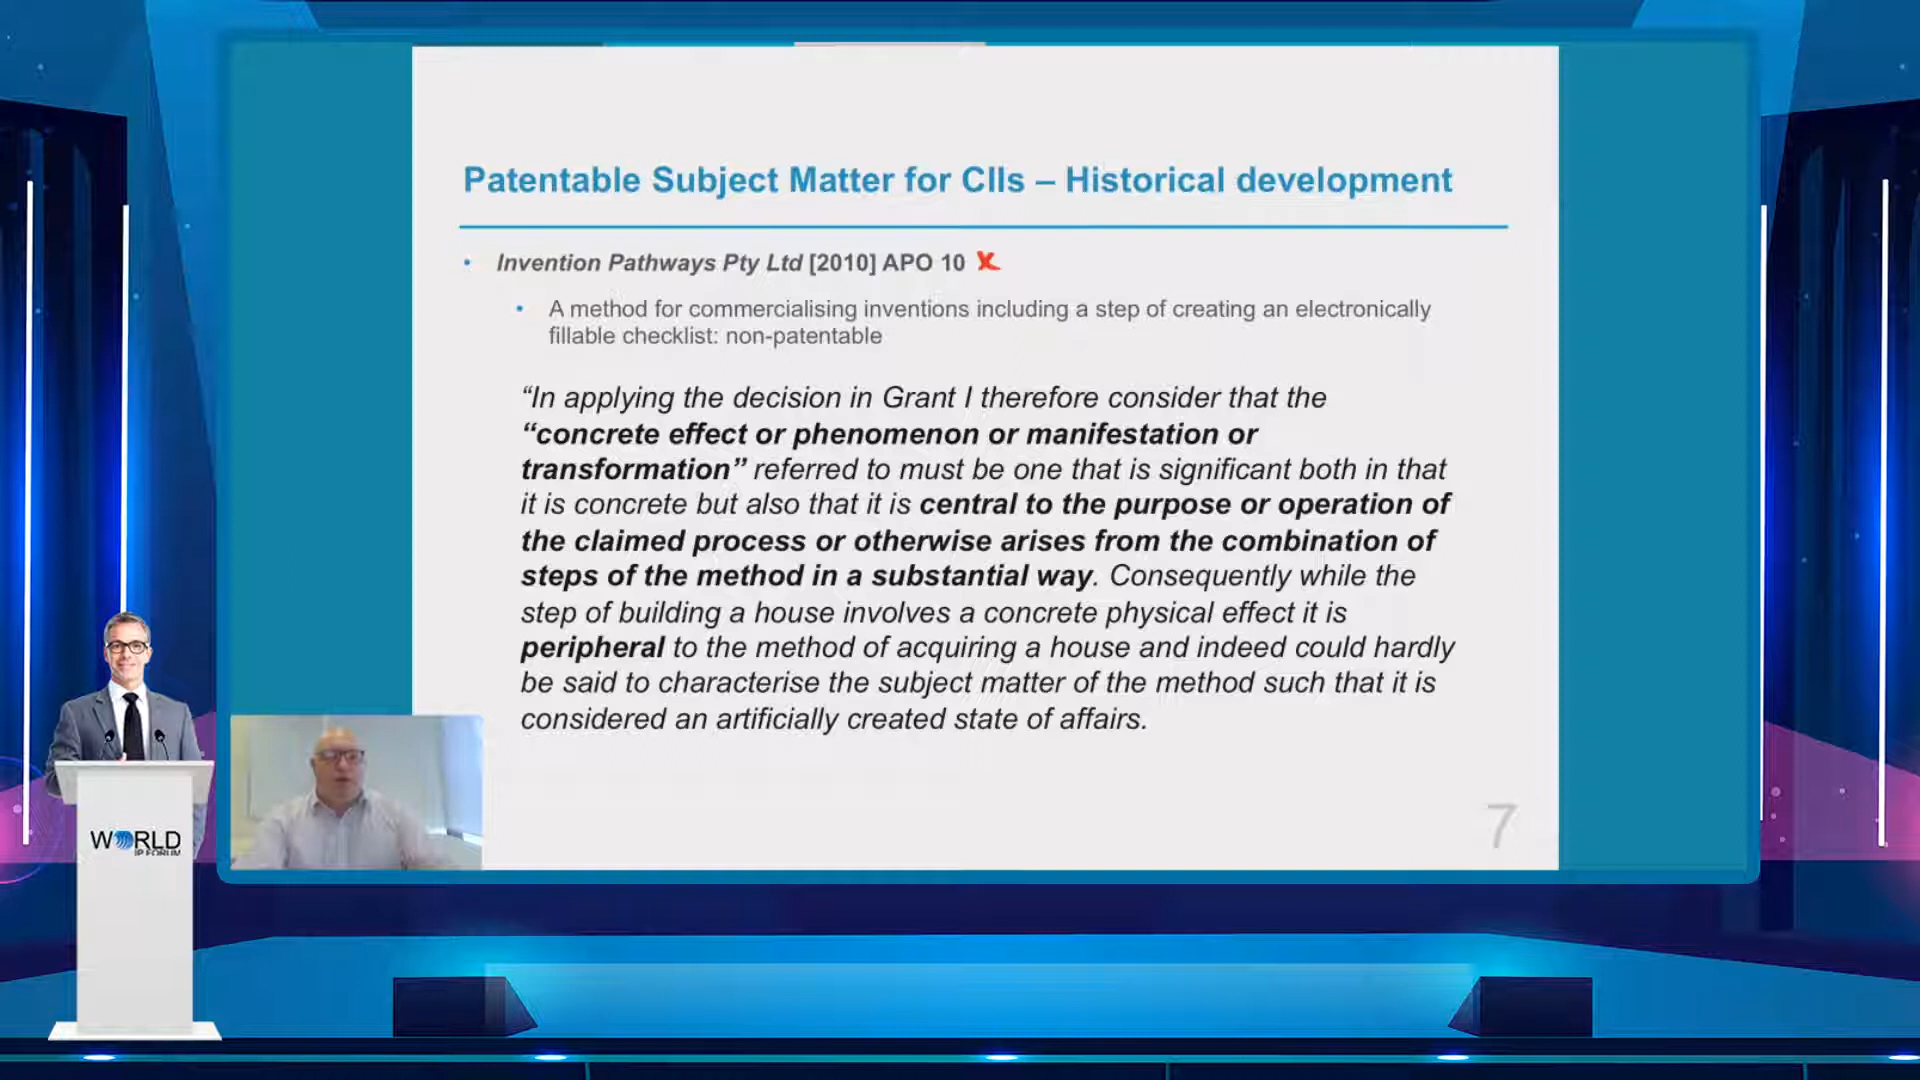 Patentable Subject Matter for CIIs – Historical development
• Invention Pathways Pty Ltd [2010] APO 10 X
• A method for commercialising inventions including a step of creating an electronically
fillable checklist: non-patentable
“In applying the decision in Grant I therefore consider that the
“concrete effect or phenomenon or manifestation or
transformation” referred to must be one that is significant both in that
it is concrete but also that it is central to the purpose or operation of
the claimed process or otherwise arises from the combination of
steps of the method in a substantial way. Consequently while the
step of building a house involves a concrete physical effect it is
peripheral to the method of acquiring a house and indeed could hardly
be said to characterise the subject matter of the method such that it is
considered an artificially created state of affairs.
7
WORLD
IP FORUM